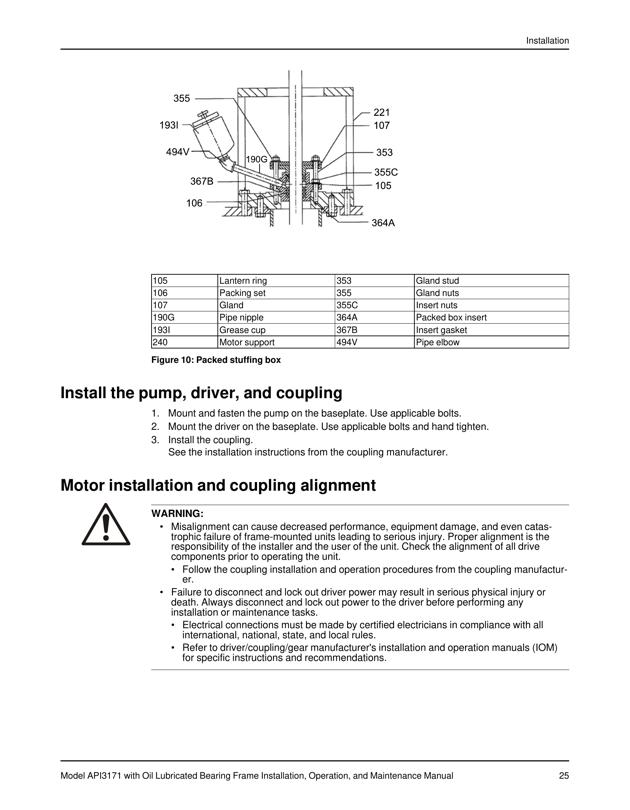 Installation
355
221
193I
107
494V
190G
353
355C
367B
105
106
364A
105 Lantern ring 353 Gland stud
106 Packing set 355 Gland nuts
107 Gland 355C Insert nuts
190G Pipe nipple 364A Packed box insert
193I Grease cup 367B Insert gasket
240 Motor support 494V Pipe elbow
Figure 10: Packed stuffing box
Install the pump, driver, and coupling
1. Mount and fasten the pump on the baseplate. Use applicable bolts.
2. Mount the driver on the baseplate. Use applicable bolts and hand tighten.
3. Install the coupling.
See the installation instructions from the coupling manufacturer.
Motor installation and coupling alignment
WARNING:
• Misalignment can cause decreased performance, equipment damage, and even catas-
trophic failure of frame-mounted units leading to serious injury. Proper alignment is the
responsibility of the installer and the user of the unit. Check the alignment of all drive
components prior to operating the unit.
• Follow the coupling installation and operation procedures from the coupling manufactur-
er.
• Failure to disconnect and lock out driver power may result in serious physical injury or
death. Always disconnect and lock out power to the driver before performing any
installation or maintenance tasks.
• Electrical connections must be made by certified electricians in compliance with all
international, national, state, and local rules.
• Refer to driver/coupling/gear manufacturer's installation and operation manuals (IOM)
for specific instructions and recommendations.
Model API3171 with Oil Lubricated Bearing Frame Installation, Operation, and Maintenance Manual 25